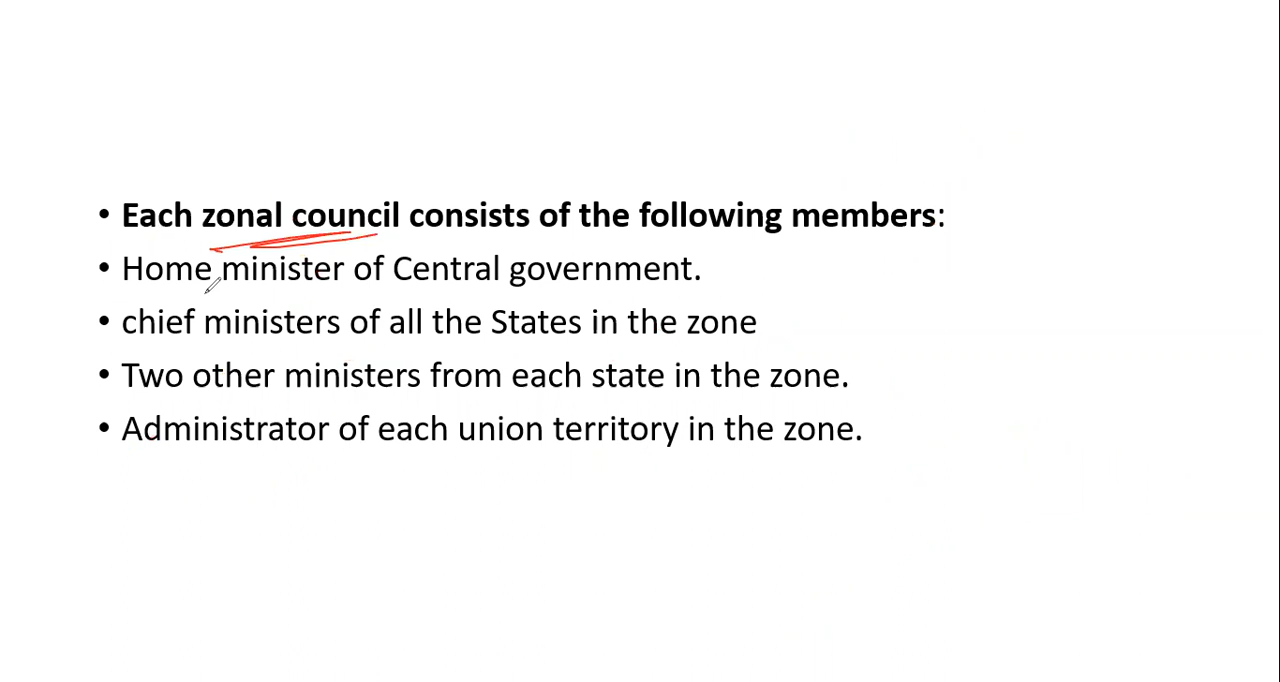 • Each zonal council consists of the following members:
• Home minister of Central government.
• chief ministers of all the States in the zone
• Two other ministers from each state in the zone.
• Administrator of each union territory in the zone.